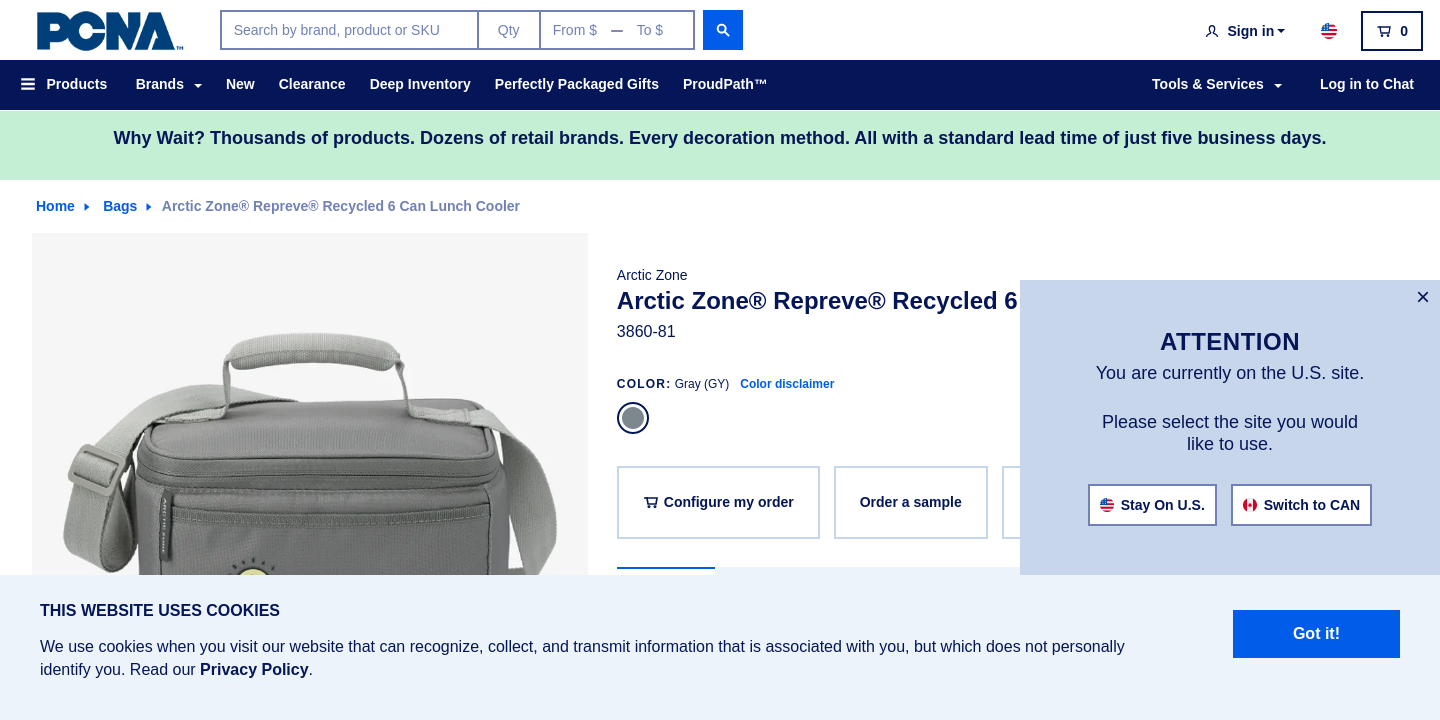 PCNA™
Search by brand, product or SKU
Qty
From $ — To $
Sign in
0
Products
Brands
New
Clearance
Deep Inventory
Perfectly Packaged Gifts
ProudPath™
Tools & Services
Log in to Chat
Why Wait? Thousands of products. Dozens of retail brands. Every decoration method. All with a standard lead time of just five business days.
Home
Bags
Arctic Zone® Repreve® Recycled 6 Can Lunch Cooler
Arctic Zone
Arctic Zone® Repreve® Recycled 6
3860-81
COLOR: Gray (GY) Color disclaimer
Configure my order
Order a sample
×
ATTENTION
You are currently on the U.S. site.
Please select the site you would
like to use.
Stay On U.S.
Switch to CAN
THIS WEBSITE USES COOKIES
We use cookies when you visit our website that can recognize, collect, and transmit information that is associated with you, but which does not personally
identify you. Read our Privacy Policy.
Got it!